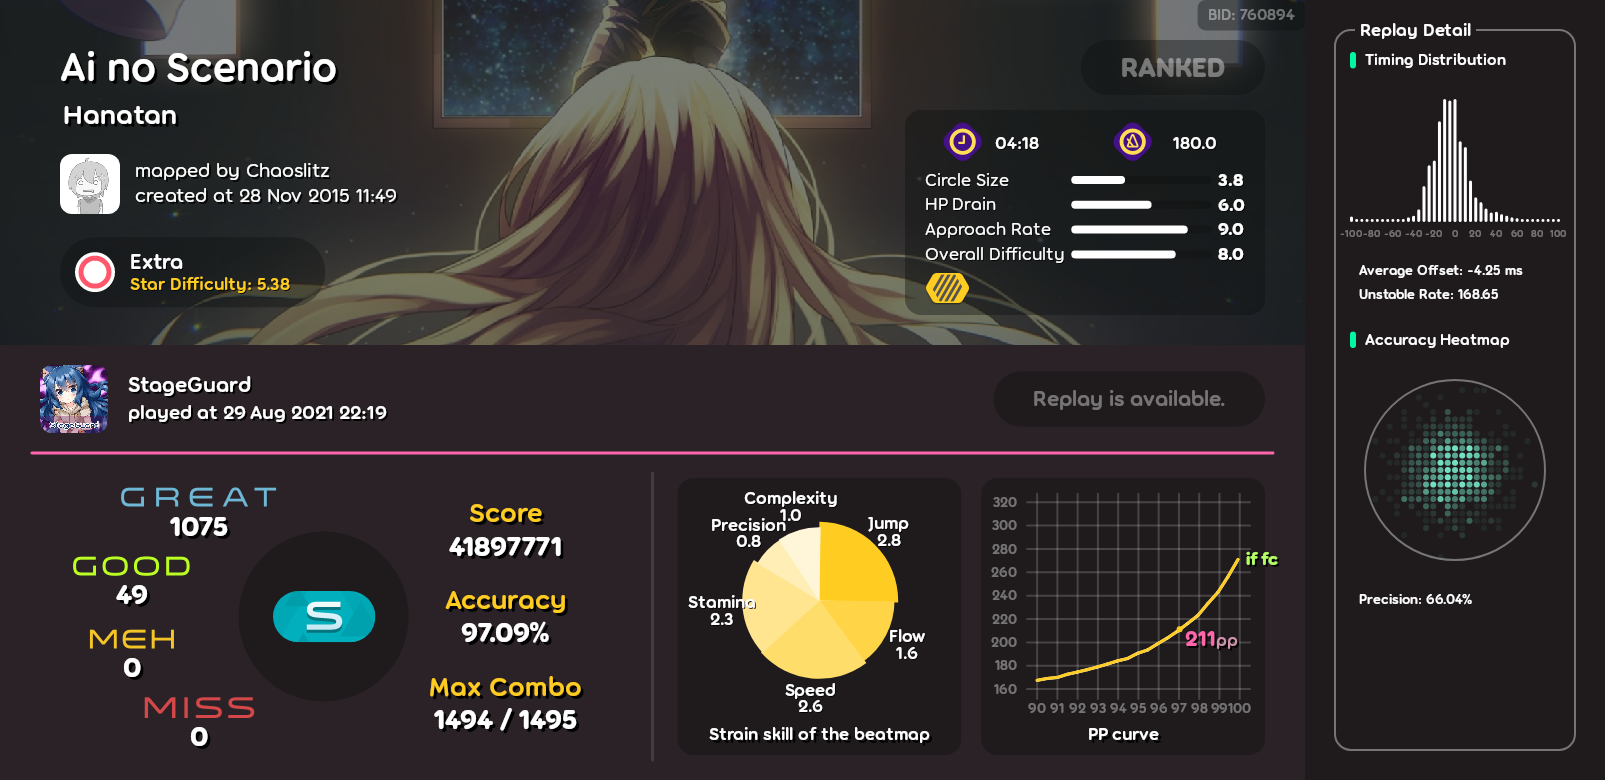 BID: 760894
Ai no Scenario
Hanatan
mapped by Chaoslitz
created at 28 Nov 2015 11:49
Extra
Star Difficulty: 5.38
RANKED
04:18
180.0
Circle Size 3.8
HP Drain 6.0
Approach Rate 9.0
Overall Difficulty 8.0
StageGuard
StageGuard
played at 29 Aug 2021 22:19
Replay is available.
GREAT
1075
GOOD
49
MEH
0
MISS
0
S
Score
41897771
Accuracy
97.09%
Max Combo
1494 / 1495
Complexity
1.0
Precision
0.8
Jump
2.8
Stamina
2.3
Flow
1.6
Speed
2.6
Strain skill of the beatmap
320
300
280
260
240
220
200
180
160
if fc
211pp
90 91 92 93 94 95 96 97 98 99 100
PP curve
Replay Detail
Timing Distribution
-100 -80 -60 -40 -20 0 20 40 60 80 100
Average Offset: -4.25 ms
Unstable Rate: 168.65
Accuracy Heatmap
Precision: 66.04%